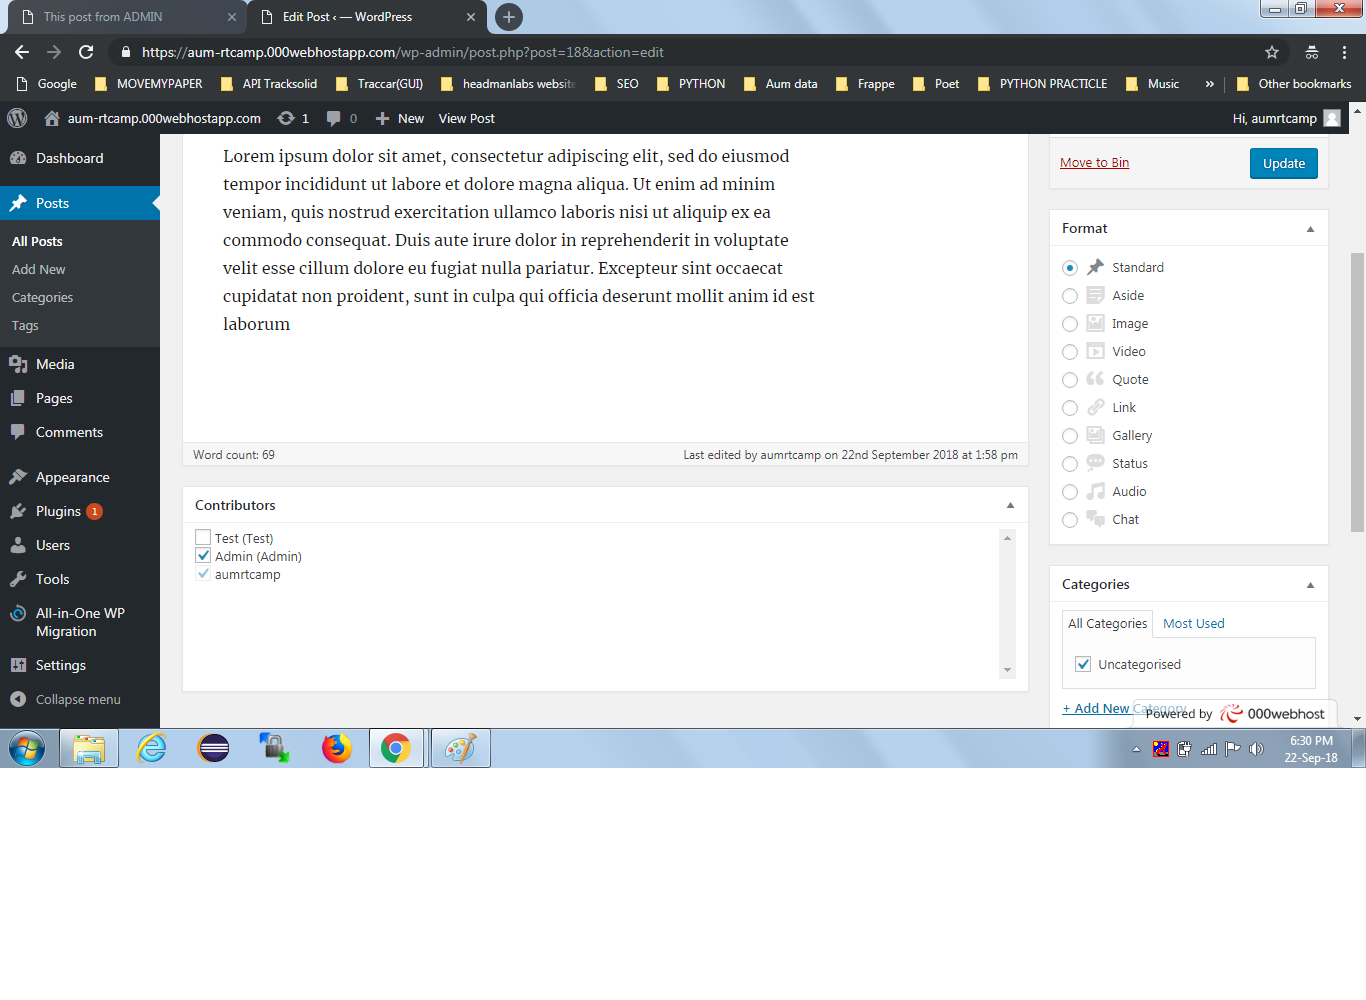 This post from ADMIN
Edit Post ‹ — WordPress
https://aum-rtcamp.000webhostapp.com/wp-admin/post.php?post=18&action=edit
Google
MOVEMYPAPER
API Tracksolid
Traccar(GUI)
headmanlabs website
SEO
PYTHON
Aum data
Frappe
Poet
PYTHON PRACTICLE
Music
»
Other bookmarks
aum-rtcamp.000webhostapp.com
1
0
New
View Post
Hi, aumrtcamp
Dashboard
Posts
All Posts
Add New
Categories
Tags
Media
Pages
Comments
Appearance
Plugins 1
Users
Tools
All-in-One WP
Migration
Settings
Collapse menu
Lorem ipsum dolor sit amet, consectetur adipiscing elit, sed do eiusmod
tempor incididunt ut labore et dolore magna aliqua. Ut enim ad minim
veniam, quis nostrud exercitation ullamco laboris nisi ut aliquip ex ea
commodo consequat. Duis aute irure dolor in reprehenderit in voluptate
velit esse cillum dolore eu fugiat nulla pariatur. Excepteur sint occaecat
cupidatat non proident, sunt in culpa qui officia deserunt mollit anim id est
laborum
Word count: 69
Last edited by aumrtcamp on 22nd September 2018 at 1:58 pm
Contributors
Test (Test)
Admin (Admin)
aumrtcamp
Move to Bin
Update
Format
Standard
Aside
Image
Video
Quote
Link
Gallery
Status
Audio
Chat
Categories
All Categories
Most Used
Uncategorised
+ Add New Category
Powered by 000webhost
6:30 PM
22-Sep-18